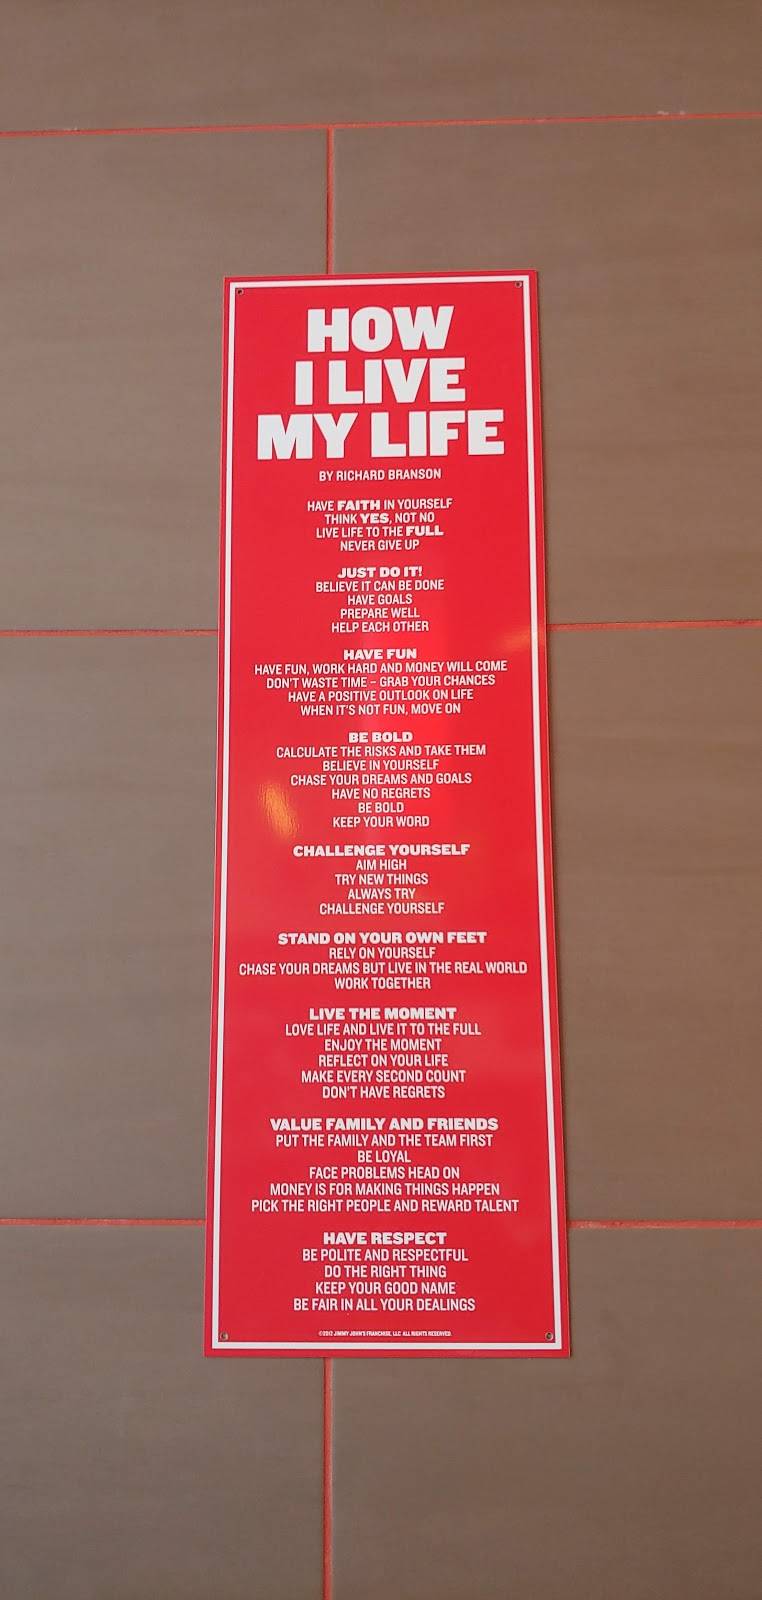 HOW
I LIVE
MY LIFE
BY RICHARD BRANSON
HAVE FAITH IN YOURSELF
THINK YES, NOT NO
LIVE LIFE TO THE FULL
NEVER GIVE UP
JUST DO IT!
BELIEVE IT CAN BE DONE
HAVE GOALS
PREPARE WELL
HELP EACH OTHER
HAVE FUN
HAVE FUN, WORK HARD AND MONEY WILL COME
DON'T WASTE TIME – GRAB YOUR CHANCES
HAVE A POSITIVE OUTLOOK ON LIFE
WHEN IT'S NOT FUN, MOVE ON
BE BOLD
CALCULATE THE RISKS AND TAKE THEM
BELIEVE IN YOURSELF
CHASE YOUR DREAMS AND GOALS
HAVE NO REGRETS
BE BOLD
KEEP YOUR WORD
CHALLENGE YOURSELF
AIM HIGH
TRY NEW THINGS
ALWAYS TRY
CHALLENGE YOURSELF
STAND ON YOUR OWN FEET
RELY ON YOURSELF
CHASE YOUR DREAMS BUT LIVE IN THE REAL WORLD
WORK TOGETHER
LIVE THE MOMENT
LOVE LIFE AND LIVE IT TO THE FULL
ENJOY THE MOMENT
REFLECT ON YOUR LIFE
MAKE EVERY SECOND COUNT
DON'T HAVE REGRETS
VALUE FAMILY AND FRIENDS
PUT THE FAMILY AND THE TEAM FIRST
BE LOYAL
FACE PROBLEMS HEAD ON
MONEY IS FOR MAKING THINGS HAPPEN
PICK THE RIGHT PEOPLE AND REWARD TALENT
HAVE RESPECT
BE POLITE AND RESPECTFUL
DO THE RIGHT THING
KEEP YOUR GOOD NAME
BE FAIR IN ALL YOUR DEALINGS
©2012 JIMMY JOHN'S FRANCHISE, LLC ALL RIGHTS RESERVED.